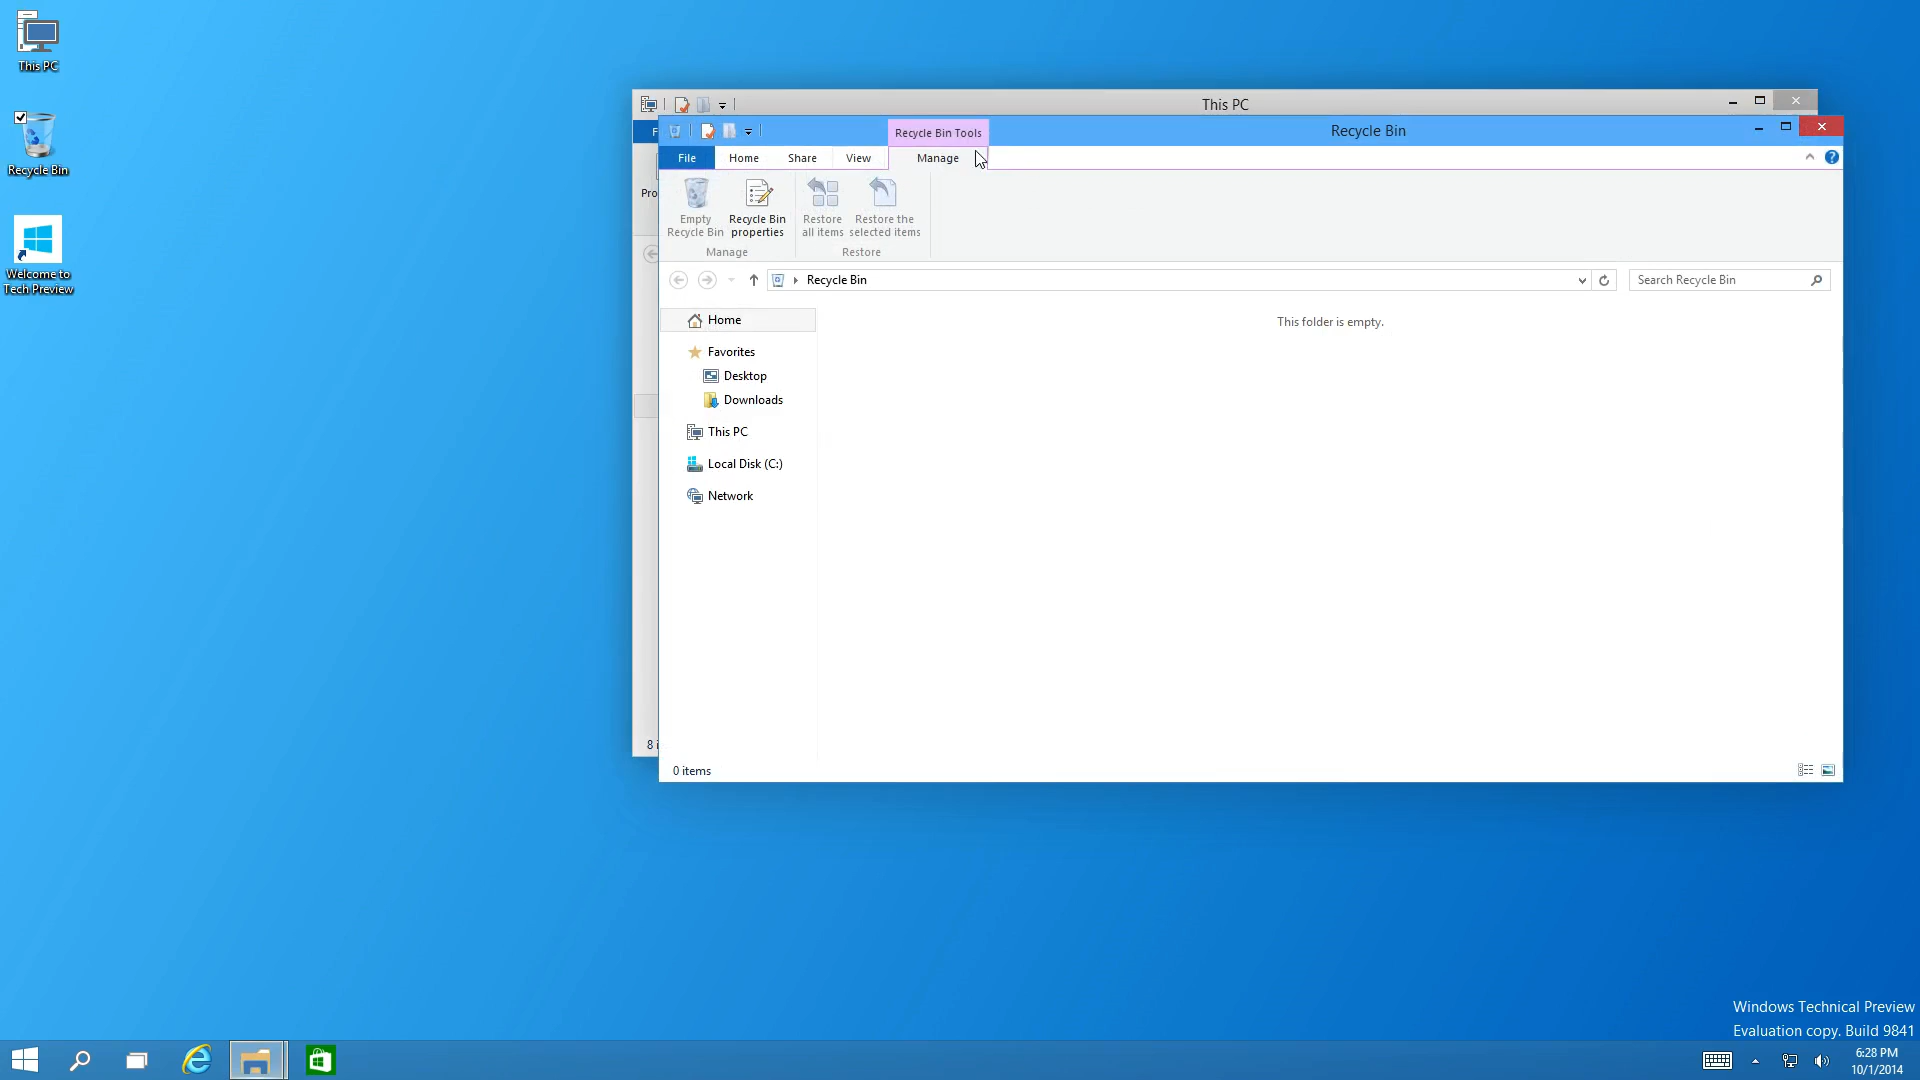 This PC
Recycle Bin
Welcome to
Tech Preview
This PC
Recycle Bin Tools
Recycle Bin
File
Home
Share
View
Manage
Empty
Recycle Bin
Recycle Bin
properties
Restore
all items
Restore the
selected items
Manage
Restore
Recycle Bin
Search Recycle Bin
Home
This folder is empty.
Favorites
Desktop
Downloads
This PC
Local Disk (C:)
Network
0 items
Windows Technical Preview
Evaluation copy. Build 9841
6:28 PM
10/1/2014